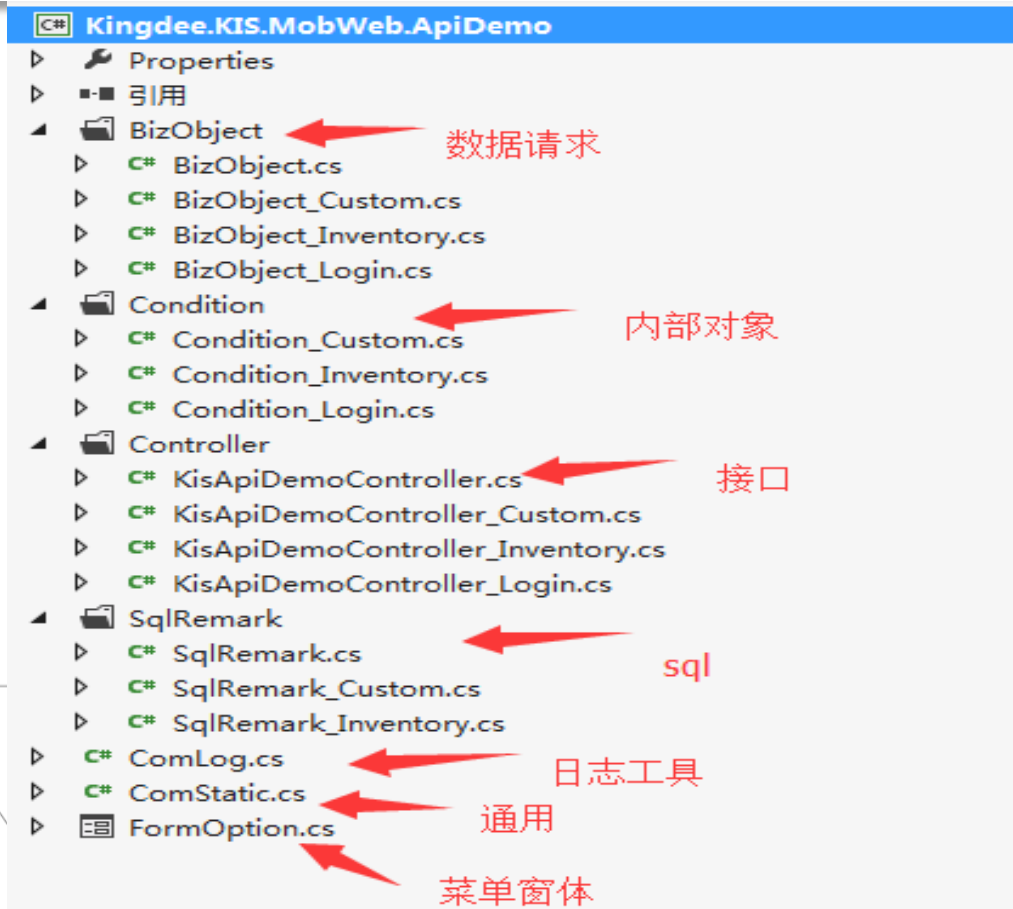 C# Kingdee.KIS.MobWeb.ApiDemo
Properties
引用
BizObject
数据请求
C# BizObject.cs
C# BizObject_Custom.cs
C# BizObject_Inventory.cs
C# BizObject_Login.cs
Condition
内部对象
C# Condition_Custom.cs
C# Condition_Inventory.cs
C# Condition_Login.cs
Controller
C# KisApiDemoController.cs
接口
C# KisApiDemoController_Custom.cs
C# KisApiDemoController_Inventory.cs
C# KisApiDemoController_Login.cs
SqlRemark
C# SqlRemark.cs
sql
C# SqlRemark_Custom.cs
C# SqlRemark_Inventory.cs
C# ComLog.cs
日志工具
C# ComStatic.cs
通用
FormOption.cs
菜单窗体